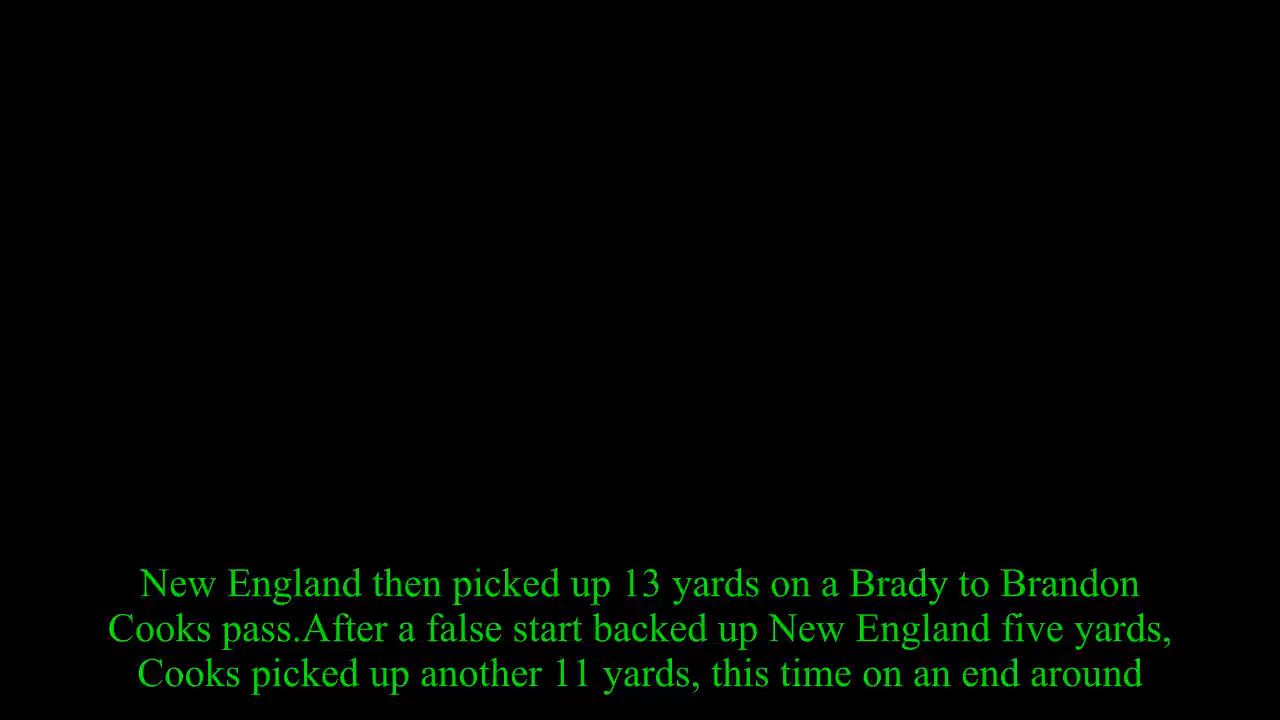 New England then picked up 13 yards on a Brady to Brandon
Cooks pass.After a false start backed up New England five yards,
Cooks picked up another 11 yards, this time on an end around